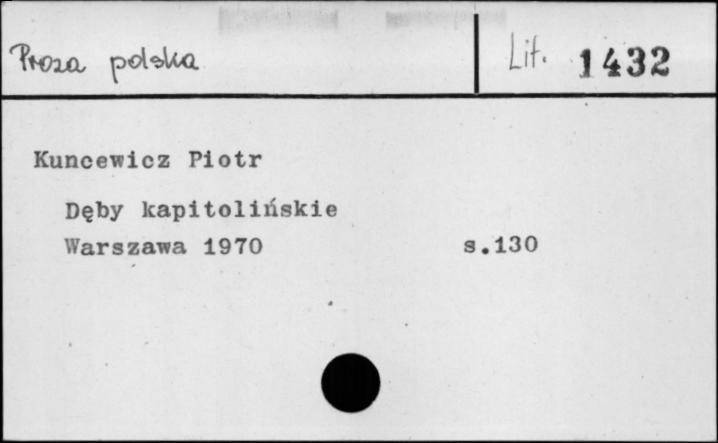 Proza polska
Lit. 1432
Kuncewicz Piotr
Dęby kapitolińskie
Warszawa 1970 s.130